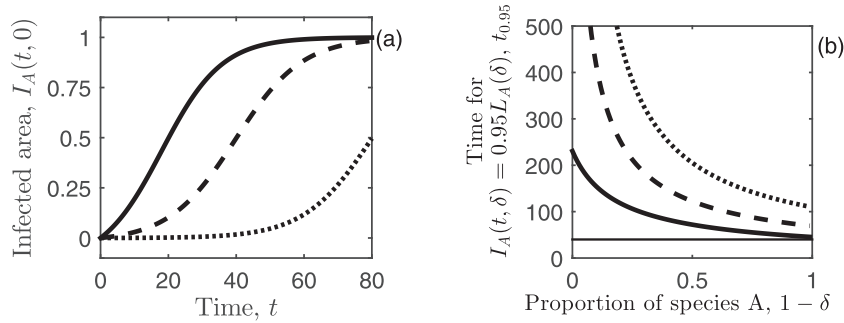 Infected area, I_A(t, 0)
1
0.75
0.5
0.25
0
0
20
40
60
80
Time, t
(a)
Time for
I_A(t, δ) = 0.95L_A(δ), t_{0.95}
500
400
300
200
100
0
0
0.5
1
Proportion of species A, 1 − δ
(b)